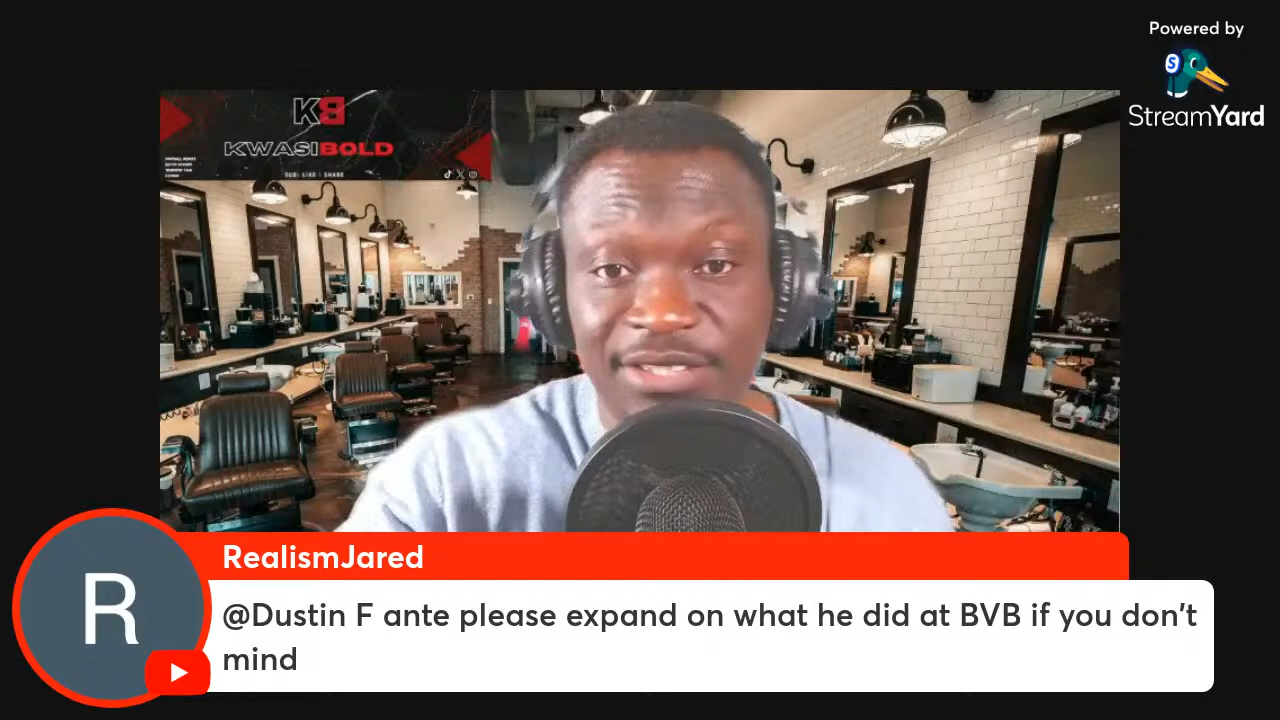 Powered by
S
StreamYard
KB
KWASIBOLD
SUB| LIKE | SHARE
RealismJared
R
@Dustin F ante please expand on what he did at BVB if you don't
mind